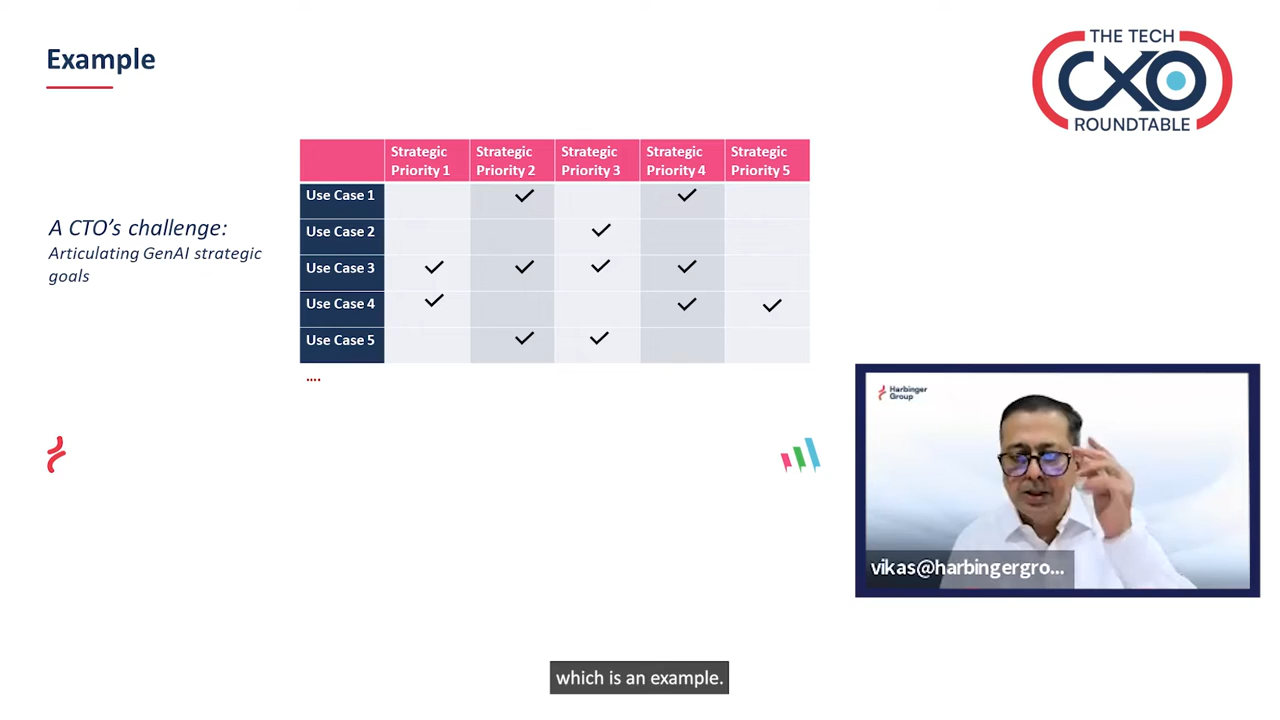 Example
THE TECH
CXO
ROUNDTABLE
Strategic Priority 1
Strategic Priority 2
Strategic Priority 3
Strategic Priority 4
Strategic Priority 5
Use Case 1 ✓ ✓
A CTO’s challenge:
Articulating GenAI strategic
goals
Use Case 2 ✓
Use Case 3 ✓ ✓ ✓ ✓
Use Case 4 ✓ ✓ ✓
Use Case 5 ✓ ✓
....
Harbinger
Group
vikas@harbingergro...
which is an example.